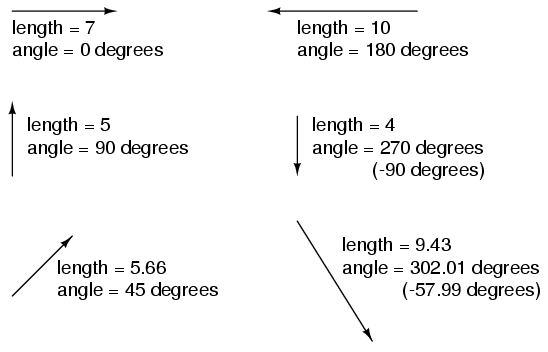 length = 7
angle = 0 degrees
length = 10
angle = 180 degrees
length = 5
angle = 90 degrees
length = 4
angle = 270 degrees
(-90 degrees)
length = 5.66
angle = 45 degrees
length = 9.43
angle = 302.01 degrees
(-57.99 degrees)